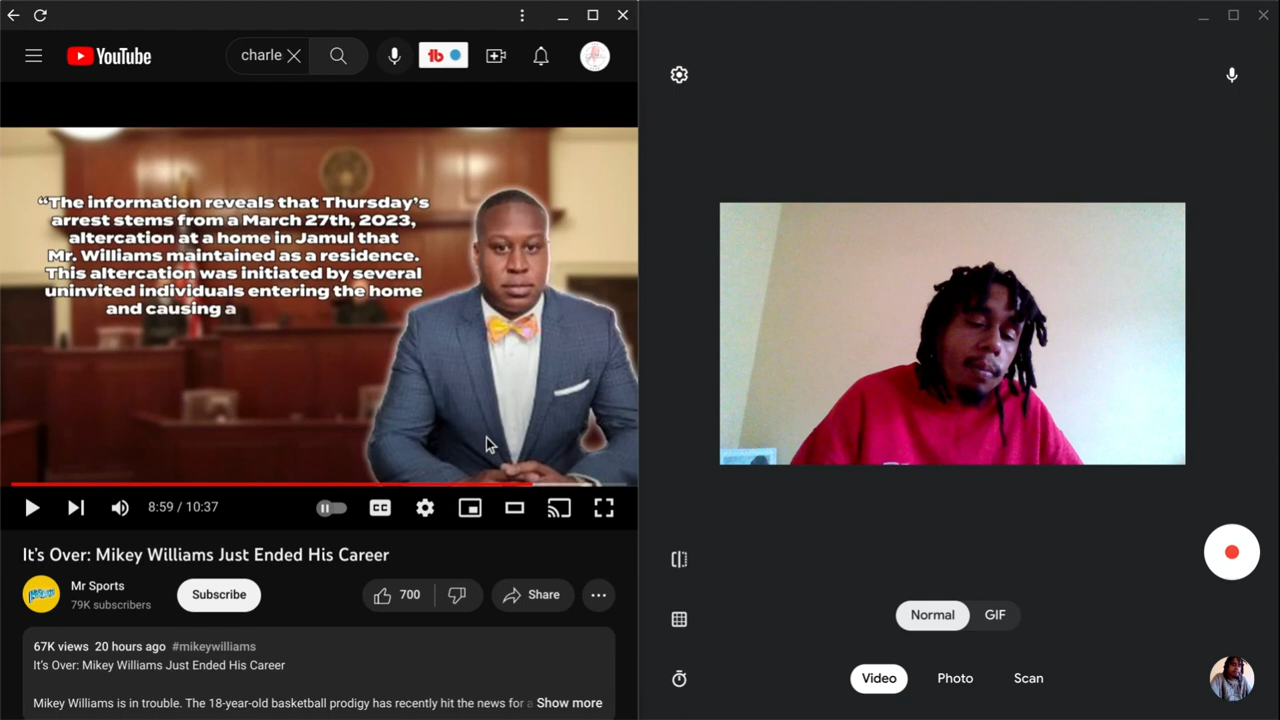 YouTube
charle
"The information reveals that Thursday's
arrest stems from a March 27th, 2023,
altercation at a home in Jamul that
Mr. Williams maintained as a residence.
This altercation was initiated by several
uninvited individuals entering the home
and causing a
8:59 / 10:37
CC
It's Over: Mikey Williams Just Ended His Career
Mr Sports
79K subscribers
Subscribe
700
Share
67K views 20 hours ago #mikeywilliams
It's Over: Mikey Williams Just Ended His Career
Mikey Williams is in trouble. The 18-year-old basketball prodigy has recently hit the news for a Show more
Normal
GIF
Video
Photo
Scan